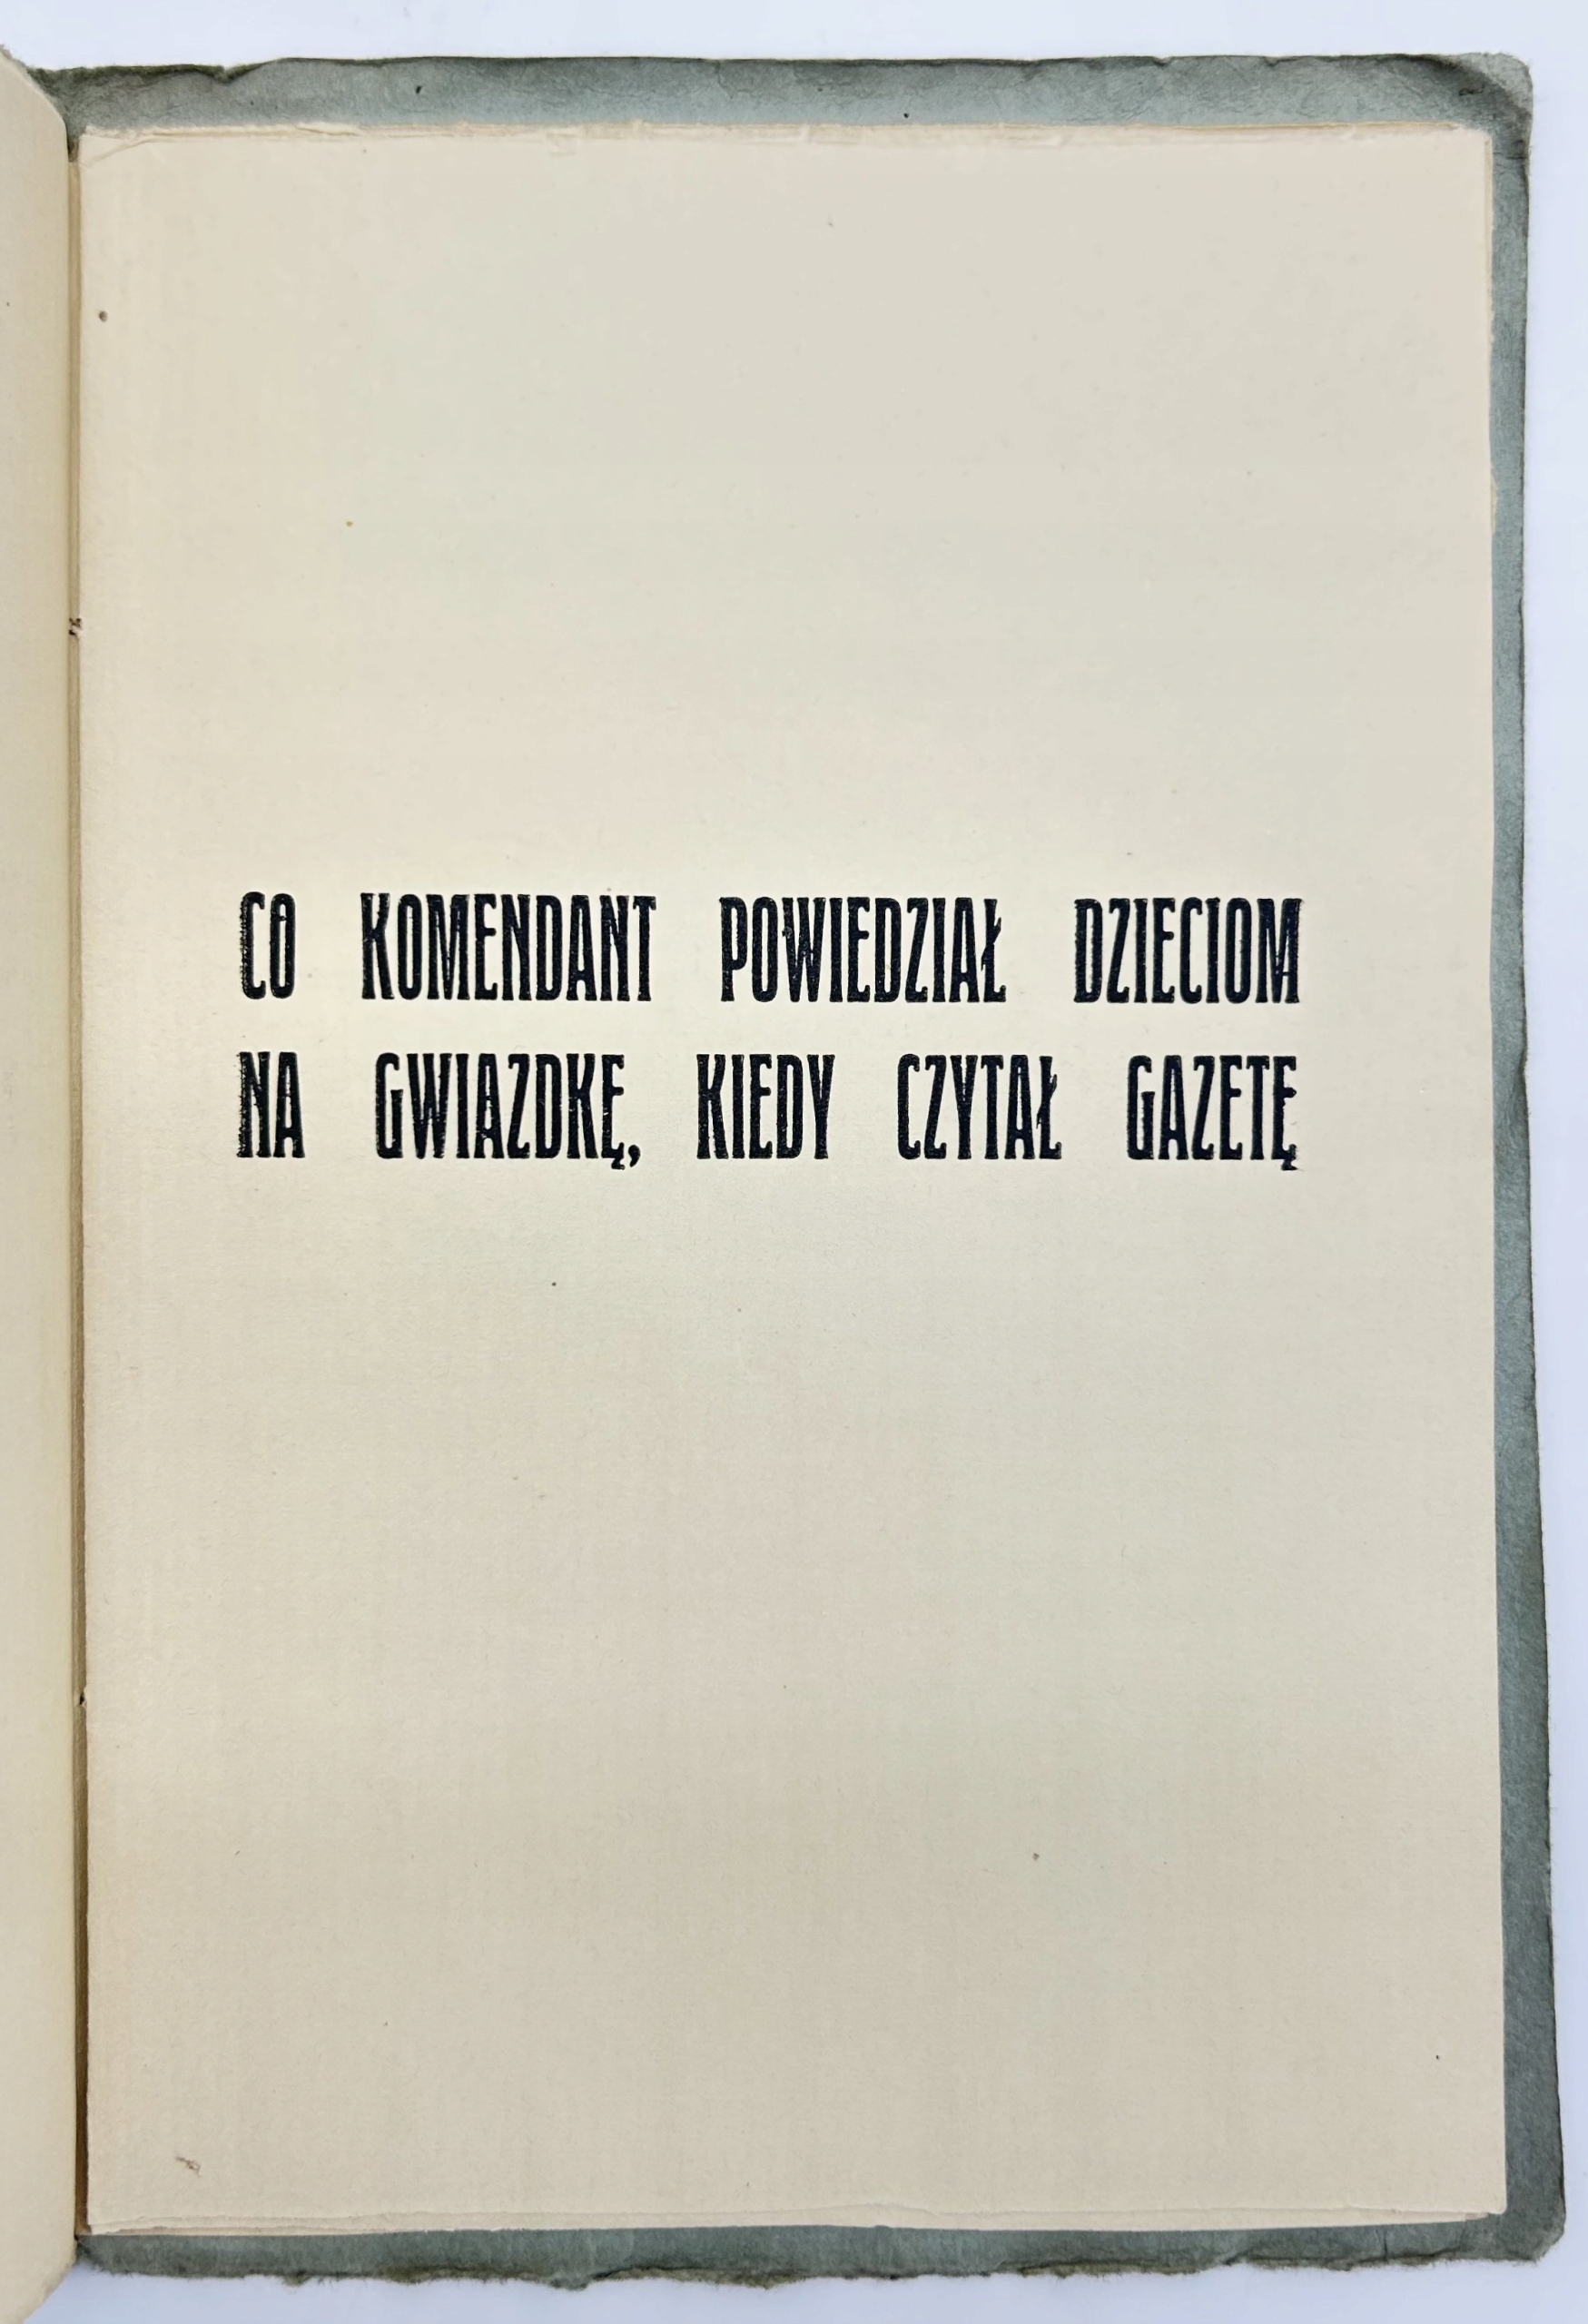 CO KOMENDANT POWIEDZIAŁ DZIECIOM
NA GWIAZDKĘ, KIEDY CZYTAŁ GAZETĘ